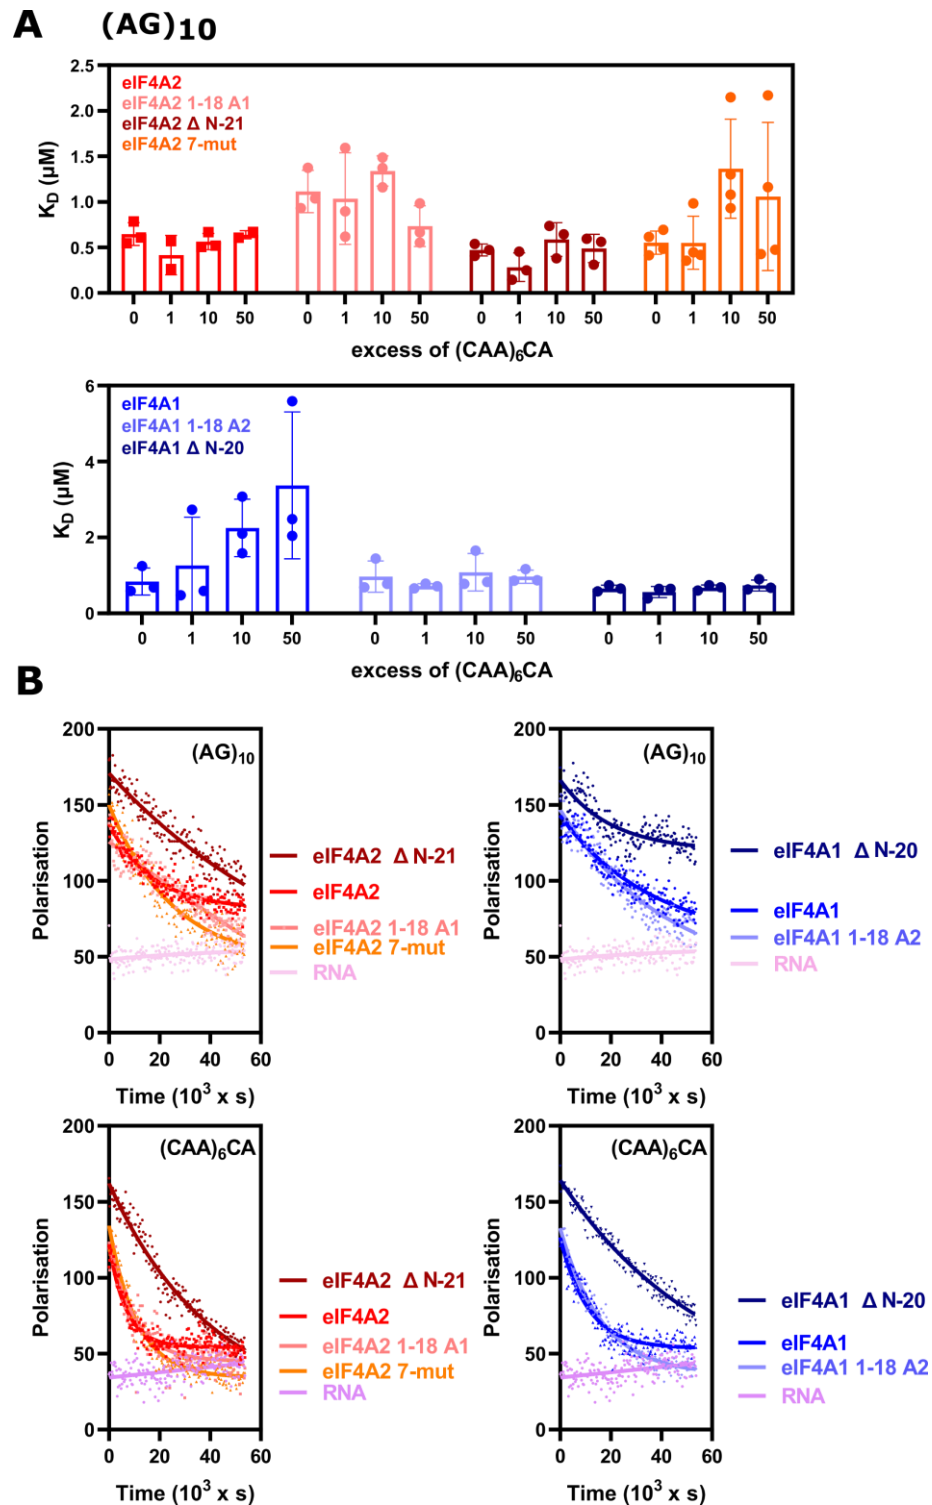 A (AG)10
2.5
2.0
1.5
1.0
0.5
0.0
KD (µM)
eIF4A2
eIF4A2 1-18 A1
eIF4A2 Δ N-21
eIF4A2 7-mut
0 1 10 50 0 1 10 50 0 1 10 50 0 1 10 50
excess of (CAA)6CA
6
4
2
0
KD (µM)
eIF4A1
eIF4A1 1-18 A2
eIF4A1 Δ N-20
0 1 10 50 0 1 10 50 0 1 10 50
excess of (CAA)6CA
B
200
150
100
50
0
Polarisation
(AG)10
eIF4A2 Δ N-21
eIF4A2
eIF4A2 1-18 A1
eIF4A2 7-mut
RNA
0 20 40 60
Time (10³ x s)
200
150
100
50
0
Polarisation
(AG)10
eIF4A1 Δ N-20
eIF4A1
eIF4A1 1-18 A2
RNA
0 20 40 60
Time (10³ x s)
200
150
100
50
0
Polarisation
(CAA)6CA
eIF4A2 Δ N-21
eIF4A2
eIF4A2 1-18 A1
eIF4A2 7-mut
RNA
0 20 40 60
Time (10³ x s)
200
150
100
50
0
Polarisation
(CAA)6CA
eIF4A1 Δ N-20
eIF4A1
eIF4A1 1-18 A2
RNA
0 20 40 60
Time (10³ x s)